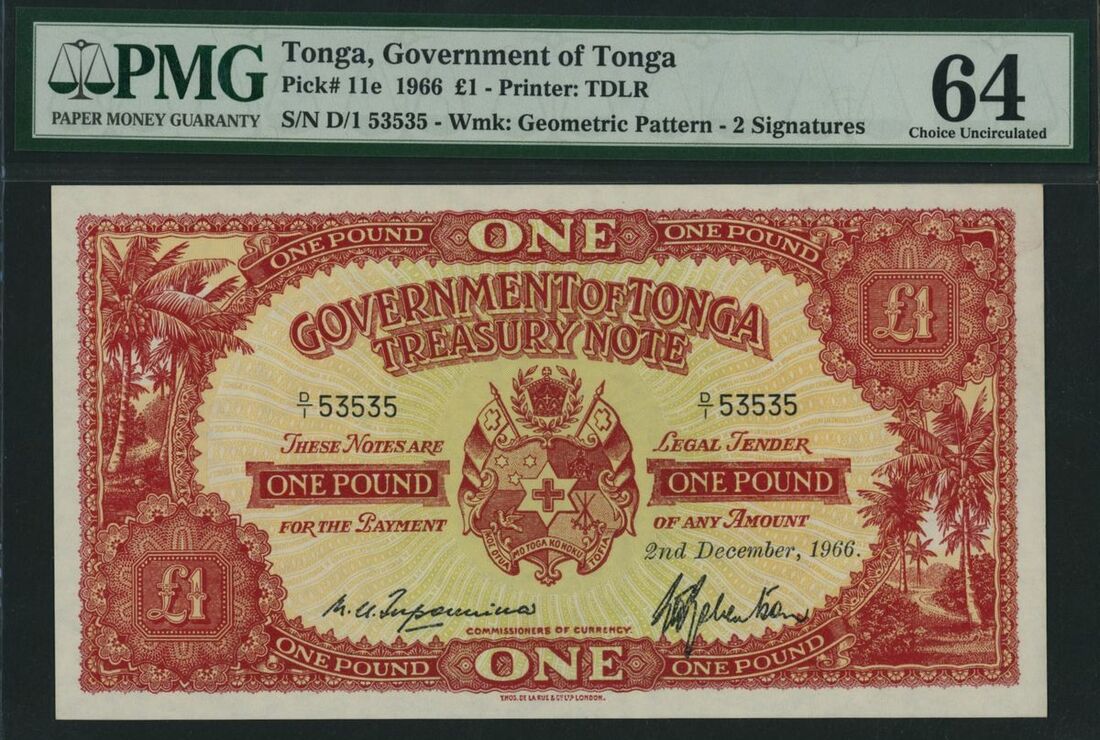 PMG
PAPER MONEY GUARANTY
Tonga, Government of Tonga
Pick# 11e 1966 £1 - Printer: TDLR
S/N D/1 53535 - Wmk: Geometric Pattern - 2 Signatures
64
Choice Uncirculated
ONE POUND ONE ONE POUND
£1
GOVERNMENT OF TONGA
TREASURY NOTE
D/1 53535 D/1 53535
THESE NOTES ARE LEGAL TENDER
ONE POUND ONE POUND
FOR THE PAYMENT OF ANY AMOUNT
KOE OTUA MO TOGA KO HOKU TOFIA
2nd December, 1966.
£1
COMMISSIONERS OF CURRENCY.
ONE POUND ONE ONE POUND
THOS. DE LA RUE & CO. LTD LONDON.